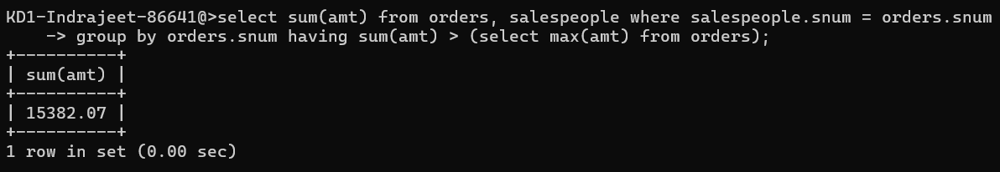 KD1-Indrajeet-86641@>select sum(amt) from orders, salespeople where salespeople.snum = orders.snum
    -> group by orders.snum having sum(amt) > (select max(amt) from orders);
+----------+
| sum(amt) |
+----------+
| 15382.07 |
+----------+
1 row in set (0.00 sec)